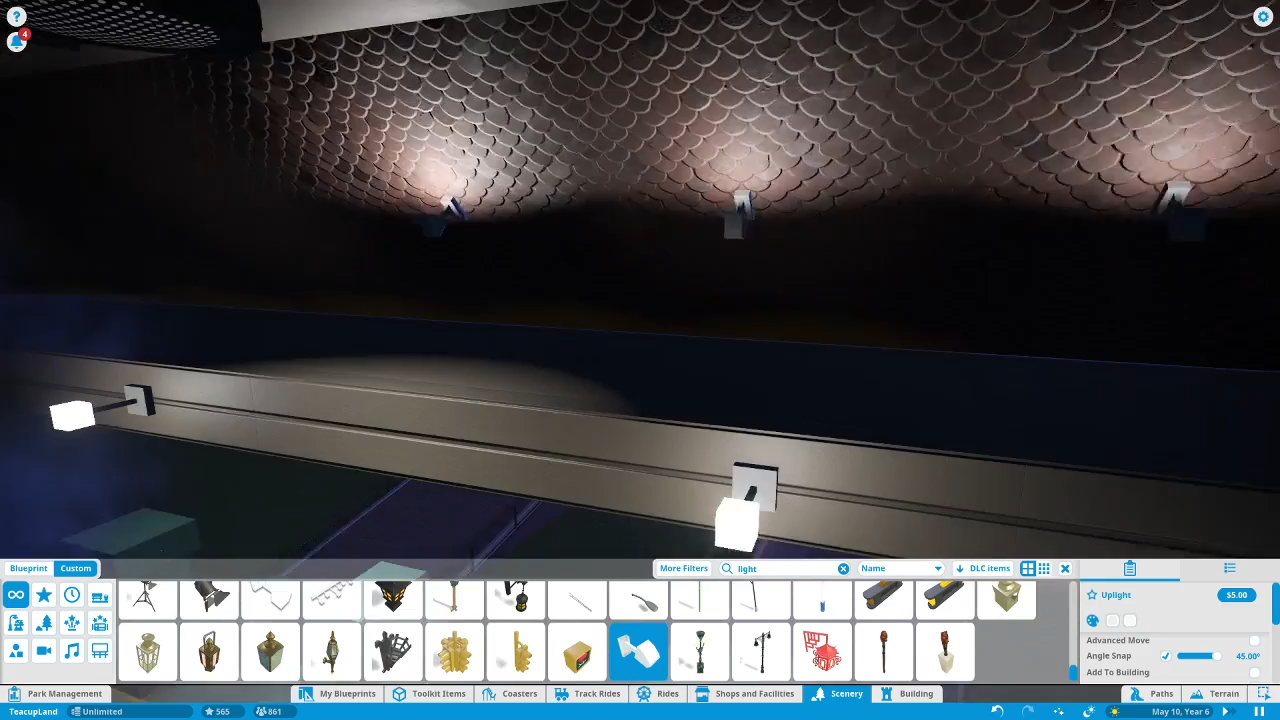 ?
4
Blueprint Custom More Filters light Name DLC items
Uplight $5.00
Advanced Move
Angle Snap 45.00°
Add To Building
Park Management My Blueprints Toolkit Items Coasters Track Rides Rides Shops and Facilities Scenery Building Paths Terrain
TeacupLand Unlimited 565 861 May 10, Year 6